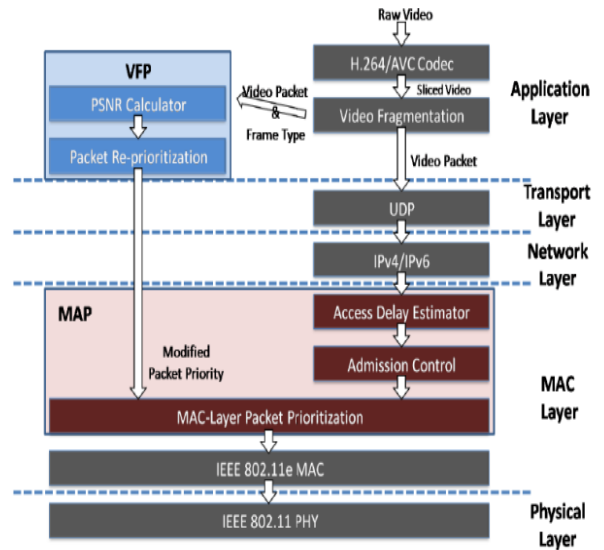 Raw Video
H.264/AVC Codec
Sliced Video
Video Fragmentation
Application
Layer
VFP
PSNR Calculator
Packet Re-prioritization
Video Packet
&
Frame Type
Video Packet
Transport
Layer
UDP
Network
Layer
IPv4/IPv6
MAP
Access Delay Estimator
Admission Control
Modified
Packet Priority
MAC-Layer Packet Prioritization
MAC
Layer
IEEE 802.11e MAC
IEEE 802.11 PHY
Physical
Layer